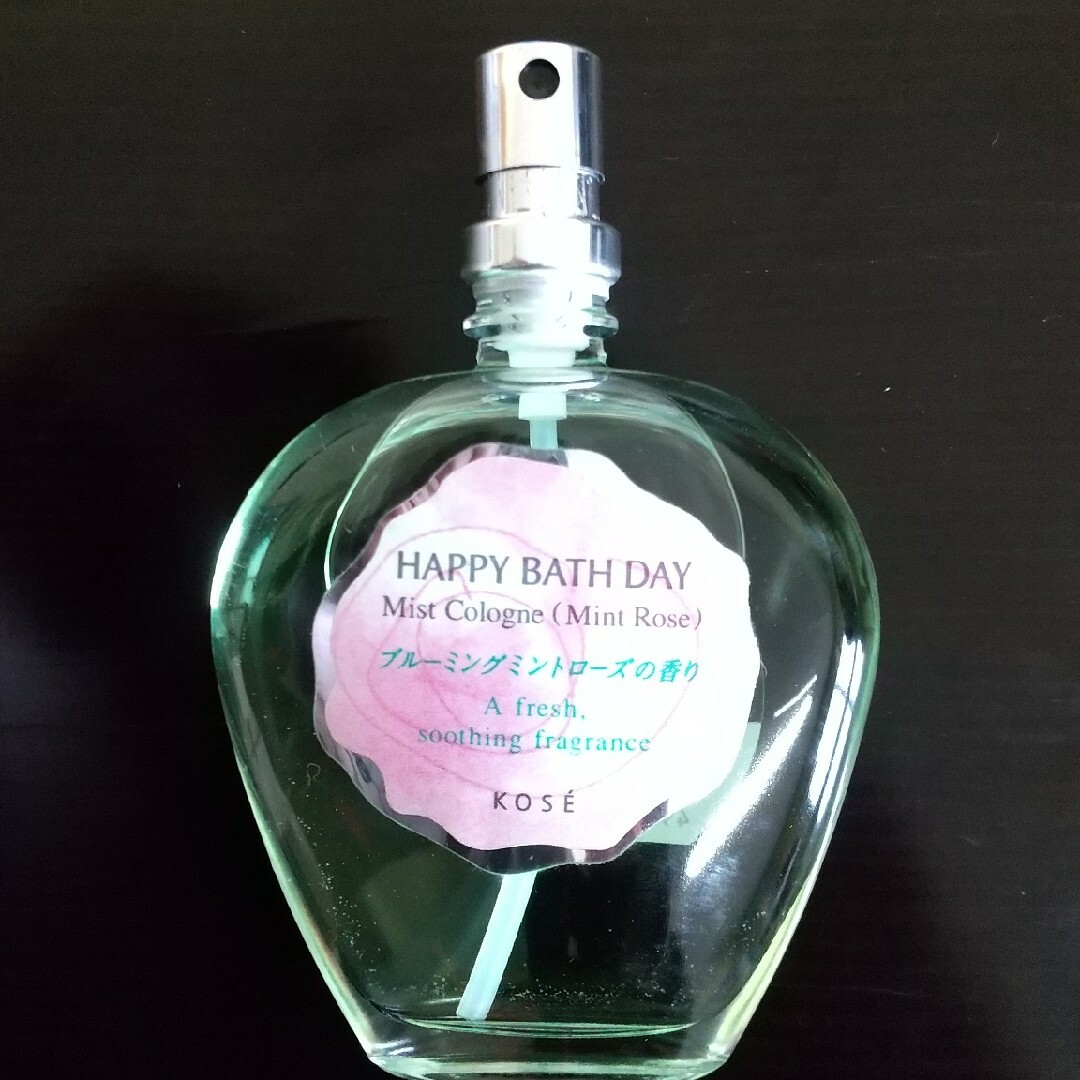 HAPPY BATH DAY
Mist Cologne (Mint Rose)
ブルーミングミントローズの香り
A fresh,
soothing fragrance
KOSÉ